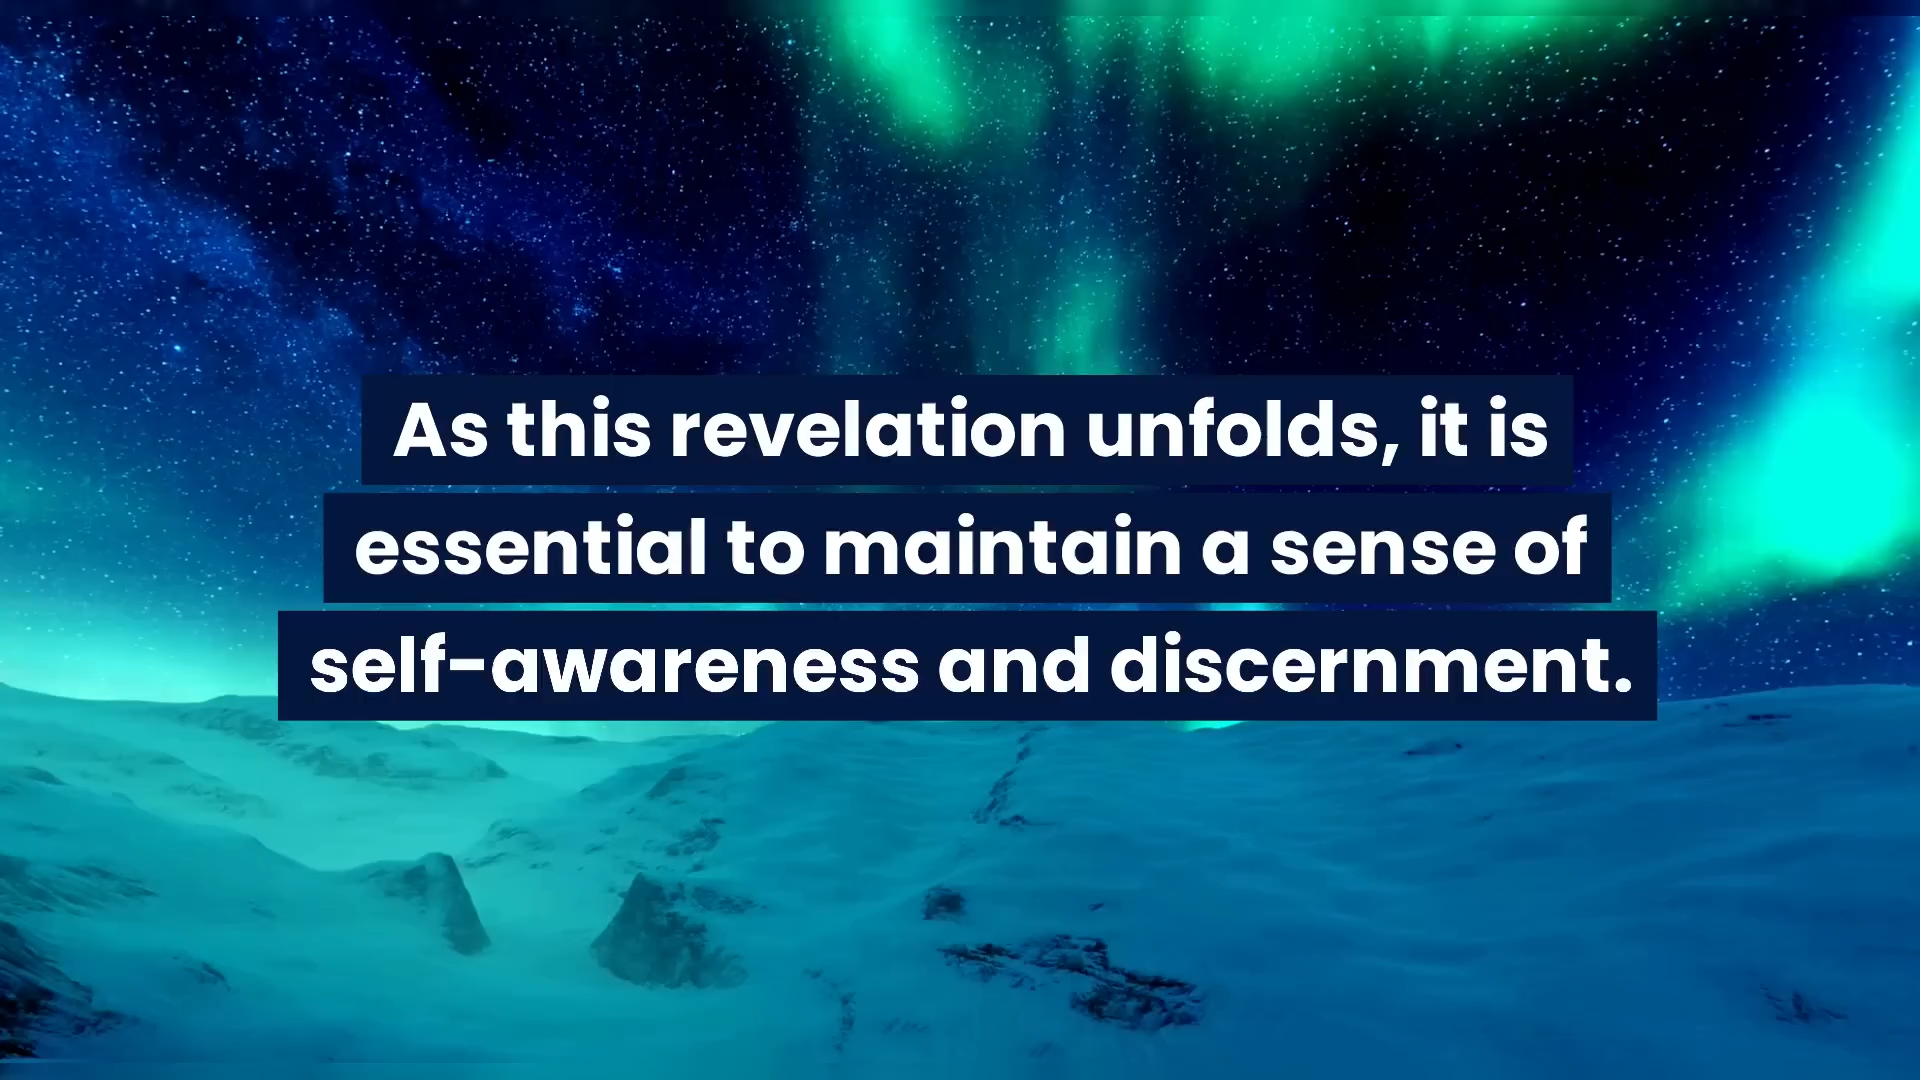 As this revelation unfolds, it is
essential to maintain a sense of
self-awareness and discernment.